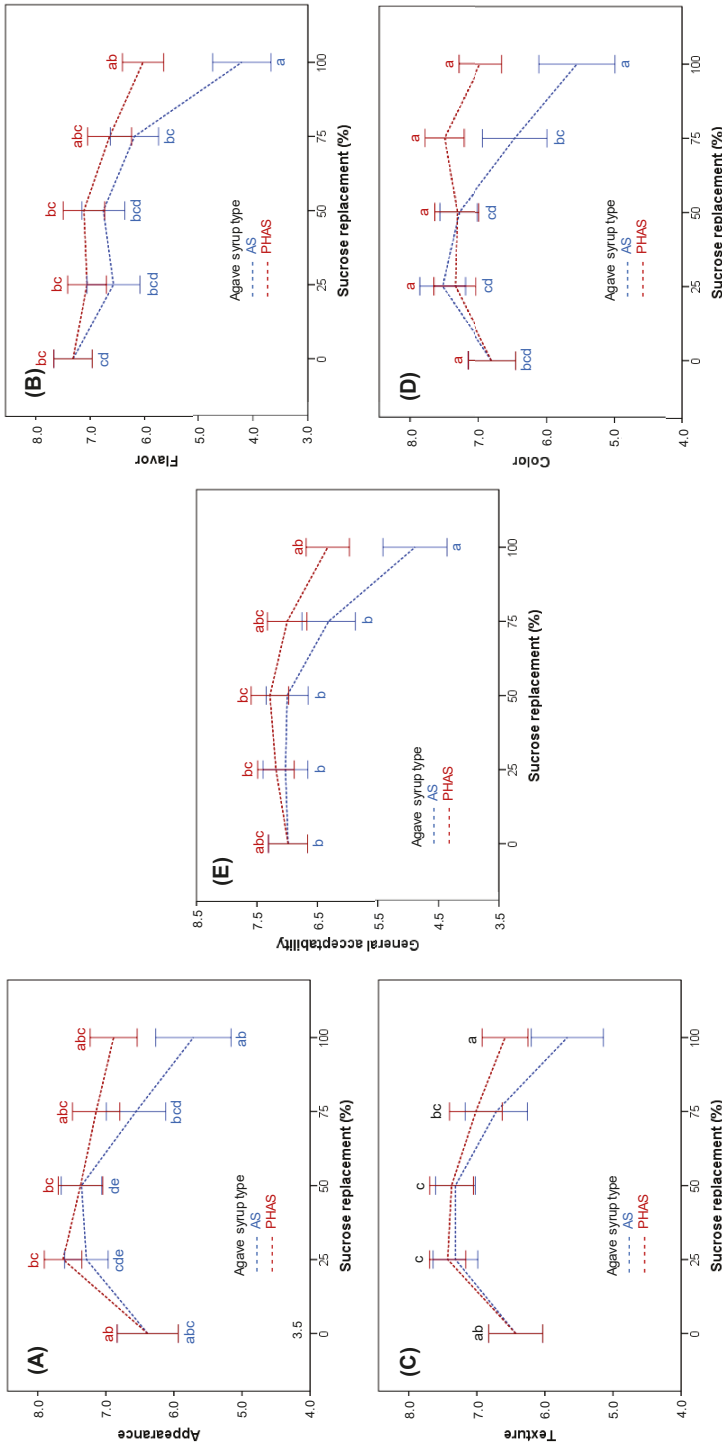 (A)
Appearance
8.0
7.0
6.0
5.0
4.0
3.5
ab
bc
bc
abc
abc
abc
cde
de
bcd
ab
Agave syrup type
AS
PHAS
0
25
50
75
100
Sucrose replacement (%)
(B)
Flavor
8.0
7.0
6.0
5.0
4.0
3.0
bc
bc
bc
abc
ab
cd
bcd
bcd
bc
a
Agave syrup type
AS
PHAS
0
25
50
75
100
Sucrose replacement (%)
(E)
General acceptability
8.5
7.5
6.5
5.5
4.5
3.5
abc
bc
bc
abc
ab
b
b
b
b
a
Agave syrup type
AS
PHAS
0
25
50
75
100
Sucrose replacement (%)
(C)
Texture
8.0
7.0
6.0
5.0
4.0
ab
c
c
bc
a
Agave syrup type
AS
PHAS
0
25
50
75
100
Sucrose replacement (%)
(D)
Color
8.0
7.0
6.0
5.0
4.0
a
a
a
a
a
bcd
cd
cd
bc
a
Agave syrup type
AS
PHAS
0
25
50
75
100
Sucrose replacement (%)